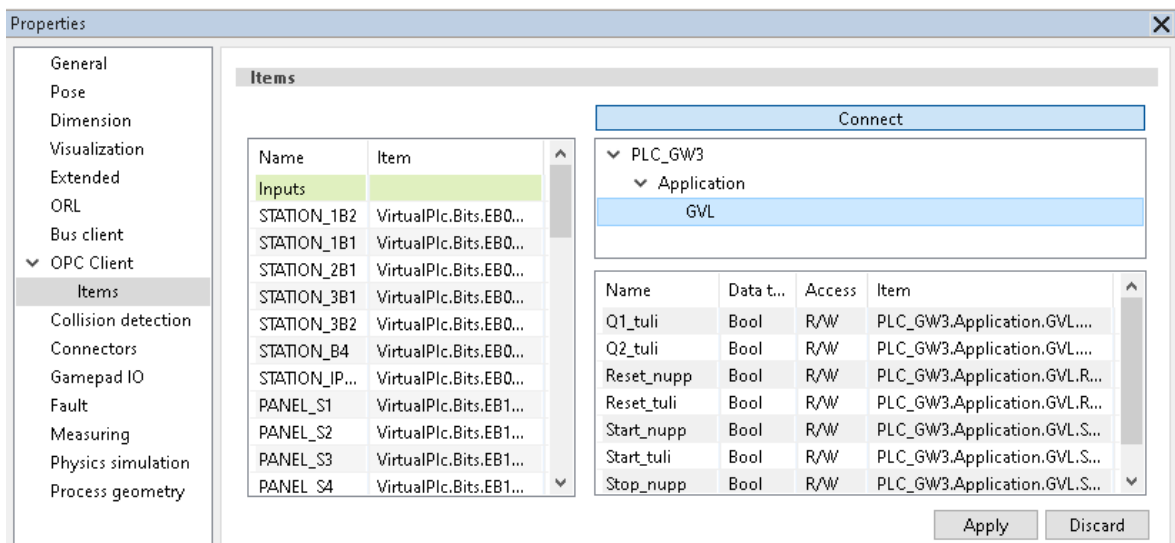 Properties
General
Pose
Dimension
Visualization
Extended
ORL
Bus client
OPC Client
Items
Collision detection
Connectors
Gamepad IO
Fault
Measuring
Physics simulation
Process geometry
Items
Name Item
Inputs
STATION_1B2 VirtualPlc.Bits.EB0...
STATION_1B1 VirtualPlc.Bits.EB0...
STATION_2B1 VirtualPlc.Bits.EB0...
STATION_3B1 VirtualPlc.Bits.EB0...
STATION_3B2 VirtualPlc.Bits.EB0...
STATION_B4 VirtualPlc.Bits.EB0...
STATION_IP... VirtualPlc.Bits.EB0...
PANEL_S1 VirtualPlc.Bits.EB1...
PANEL_S2 VirtualPlc.Bits.EB1...
PANEL_S3 VirtualPlc.Bits.EB1...
PANEL_S4 VirtualPlc.Bits.EB1...
Connect
PLC_GW3
Application
GVL
Name Data t... Access Item
Q1_tuli Bool R/W PLC_GW3.Application.GVL....
Q2_tuli Bool R/W PLC_GW3.Application.GVL....
Reset_nupp Bool R/W PLC_GW3.Application.GVL.R...
Reset_tuli Bool R/W PLC_GW3.Application.GVL.R...
Start_nupp Bool R/W PLC_GW3.Application.GVL.S...
Start_tuli Bool R/W PLC_GW3.Application.GVL.S...
Stop_nupp Bool R/W PLC_GW3.Application.GVL.S...
Apply Discard